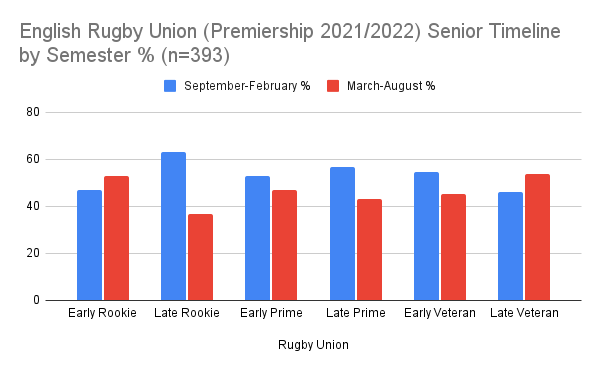 English Rugby Union (Premiership 2021/2022) Senior Timeline
by Semester % (n=393)
September-February %
March-August %
80
60
40
20
0
Early Rookie
Late Rookie
Early Prime
Late Prime
Early Veteran
Late Veteran
Rugby Union